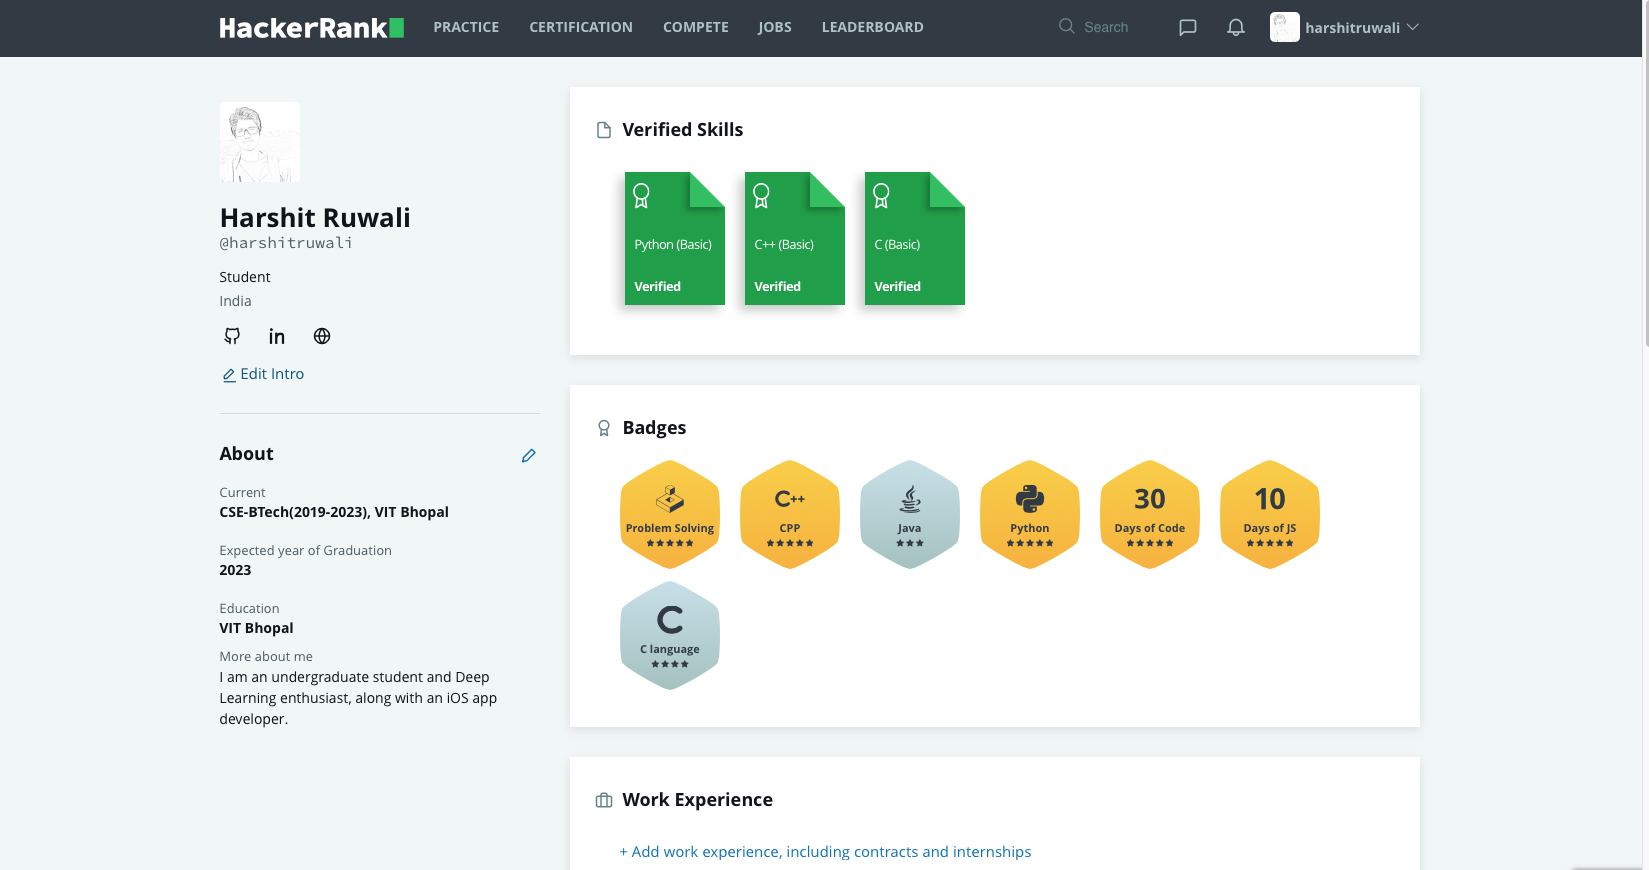 HackerRank PRACTICE CERTIFICATION COMPETE JOBS LEADERBOARD Search harshitruwali
Harshit Ruwali
@harshitruwali
Student
India
in
Edit Intro
About
Current
CSE-BTech(2019-2023), VIT Bhopal
Expected year of Graduation
2023
Education
VIT Bhopal
More about me
I am an undergraduate student and Deep
Learning enthusiast, along with an iOS app
developer.
Verified Skills
Python (Basic)
Verified
C++ (Basic)
Verified
C (Basic)
Verified
Badges
Problem Solving
C++
CPP
Java
Python
30
Days of Code
10
Days of JS
C
C language
Work Experience
+ Add work experience, including contracts and internships